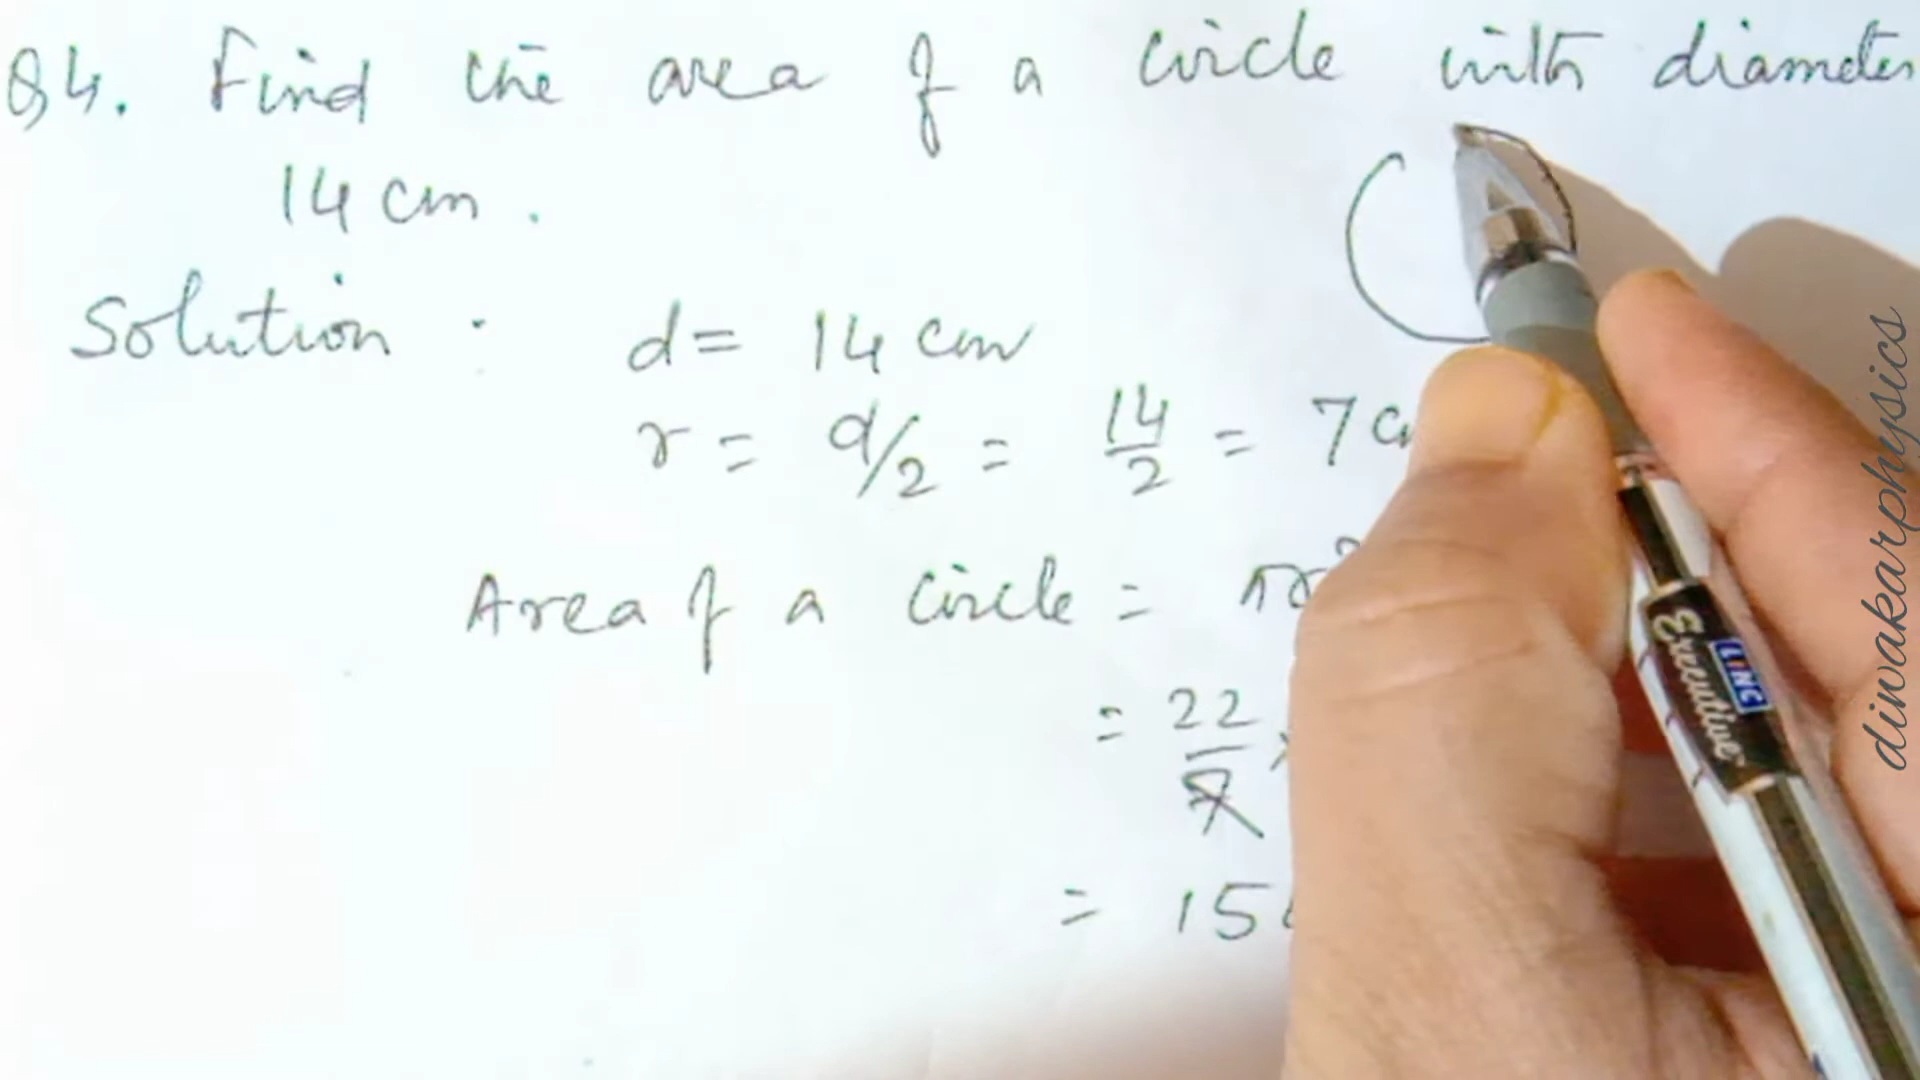 Q4. Find the area of a circle with diameter
14 cm.
Solution : d = 14 cm
r = d/2 = 14/2 = 7
Area of a circle = πr²
= 22/7 ×
= 15
LINC
Executive
diwakarphysics